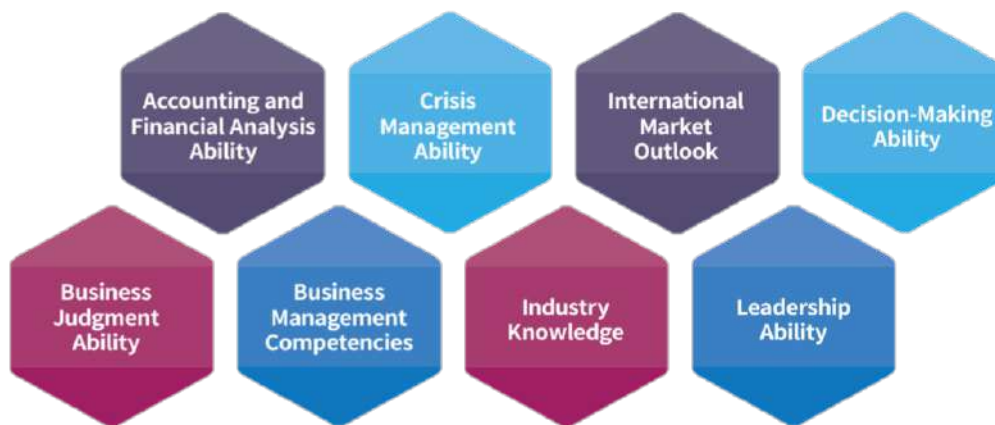 Accounting and
Financial Analysis
Ability
Crisis
Management
Ability
International
Market
Outlook
Decision-Making
Ability
Business
Judgment
Ability
Business
Management
Competencies
Industry
Knowledge
Leadership
Ability